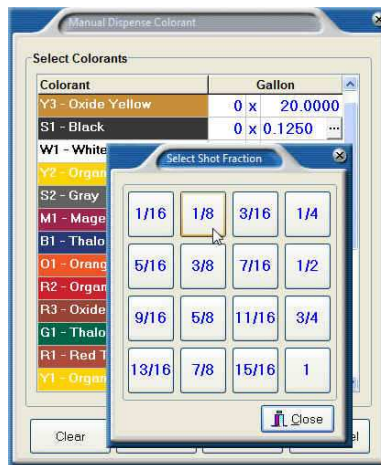 Manual Dispense Colorant
Select Colorants
Colorant Gallon
Y3 - Oxide Yellow 0 x 20.0000
S1 - Black 0 x 0.1250 ...
W1 - White
Y2 - Organ
S2 - Gray
M1 - Mage
B1 - Thalo
O1 - Orang
R2 - Organ
R3 - Oxide
G1 - Thalo
R1 - Red T
Y1 - Organ
Select Shot Fraction
1/16 1/8 3/16 1/4
5/16 3/8 7/16 1/2
9/16 5/8 11/16 3/4
13/16 7/8 15/16 1
Close
Clear